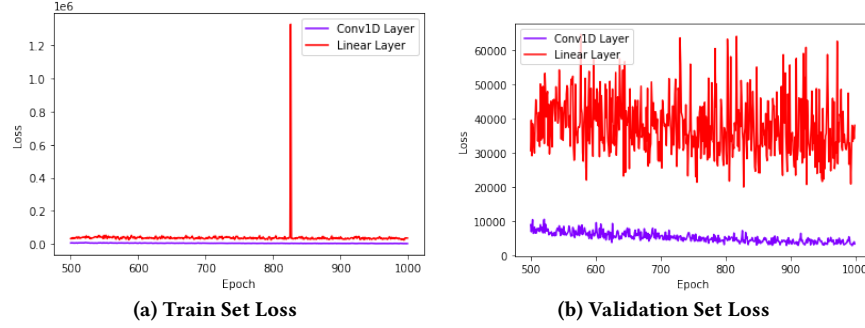 1e6
Conv1D Layer
Linear Layer
1.2
1.0
0.8
0.6
0.4
0.2
0.0
Loss
500 600 700 800 900 1000
Epoch
(a) Train Set Loss
Conv1D Layer
Linear Layer
60000
50000
40000
30000
20000
10000
0
Loss
500 600 700 800 900 1000
Epoch
(b) Validation Set Loss